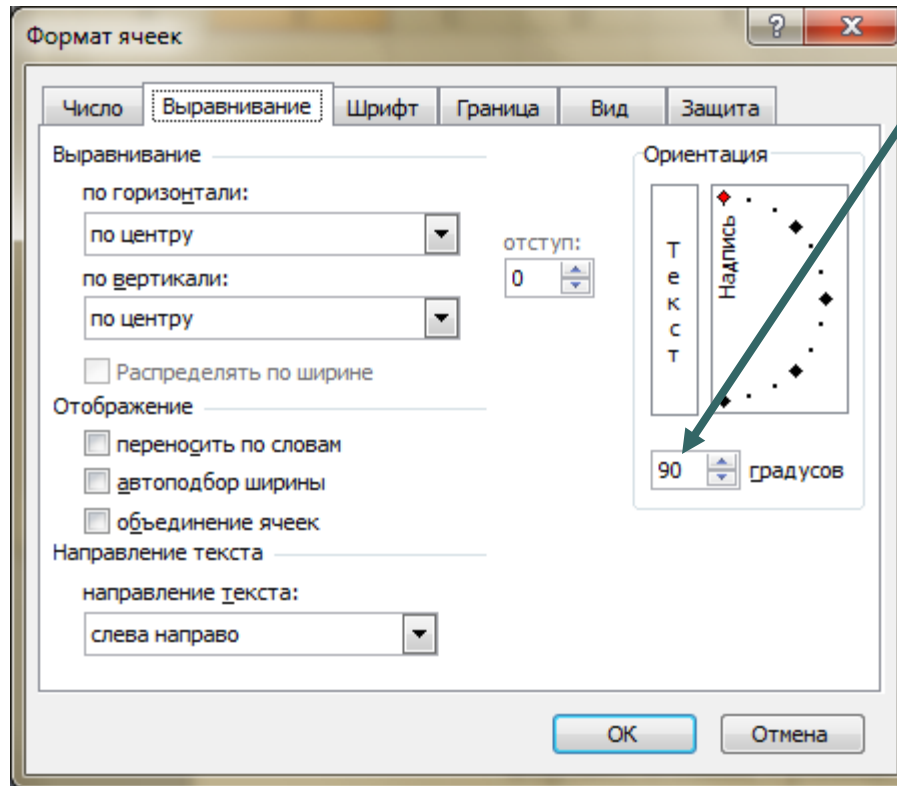 Формат ячеек
Число Выравнивание Шрифт Граница Вид Защита
Выравнивание
по горизонтали:
по центру
отступ:
0
по вертикали:
по центру
Распределять по ширине
Отображение
переносить по словам
автоподбор ширины
объединение ячеек
Направление текста
направление текста:
слева направо
Ориентация
Текст
Надпись
90 градусов
ОК Отмена